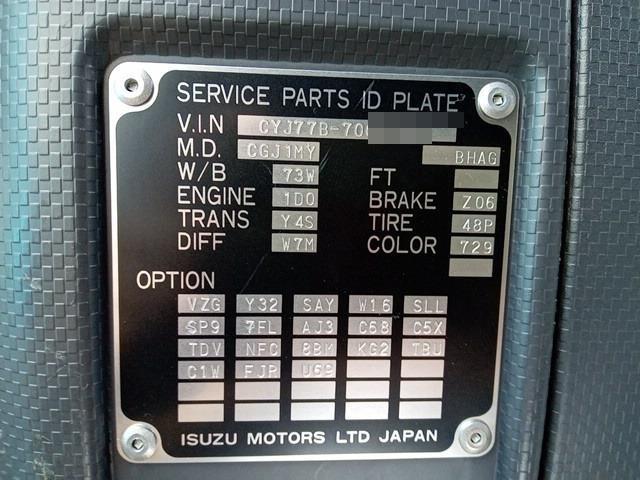 SERVICE PARTS ID PLATE
V.I.N CYJ77B-70
M.D. CGJ1MY BHAG
W/B 73W FT
ENGINE 1D0 BRAKE Z06
TRANS Y4S TIRE 48P
DIFF W7M COLOR 729
OPTION
VZG Y32 SAY W16 SLL
SP9 7FL AJ3 C68 C5X
TDV NFC 8BM KG2 TBU
C1W FJP U69
ISUZU MOTORS LTD JAPAN